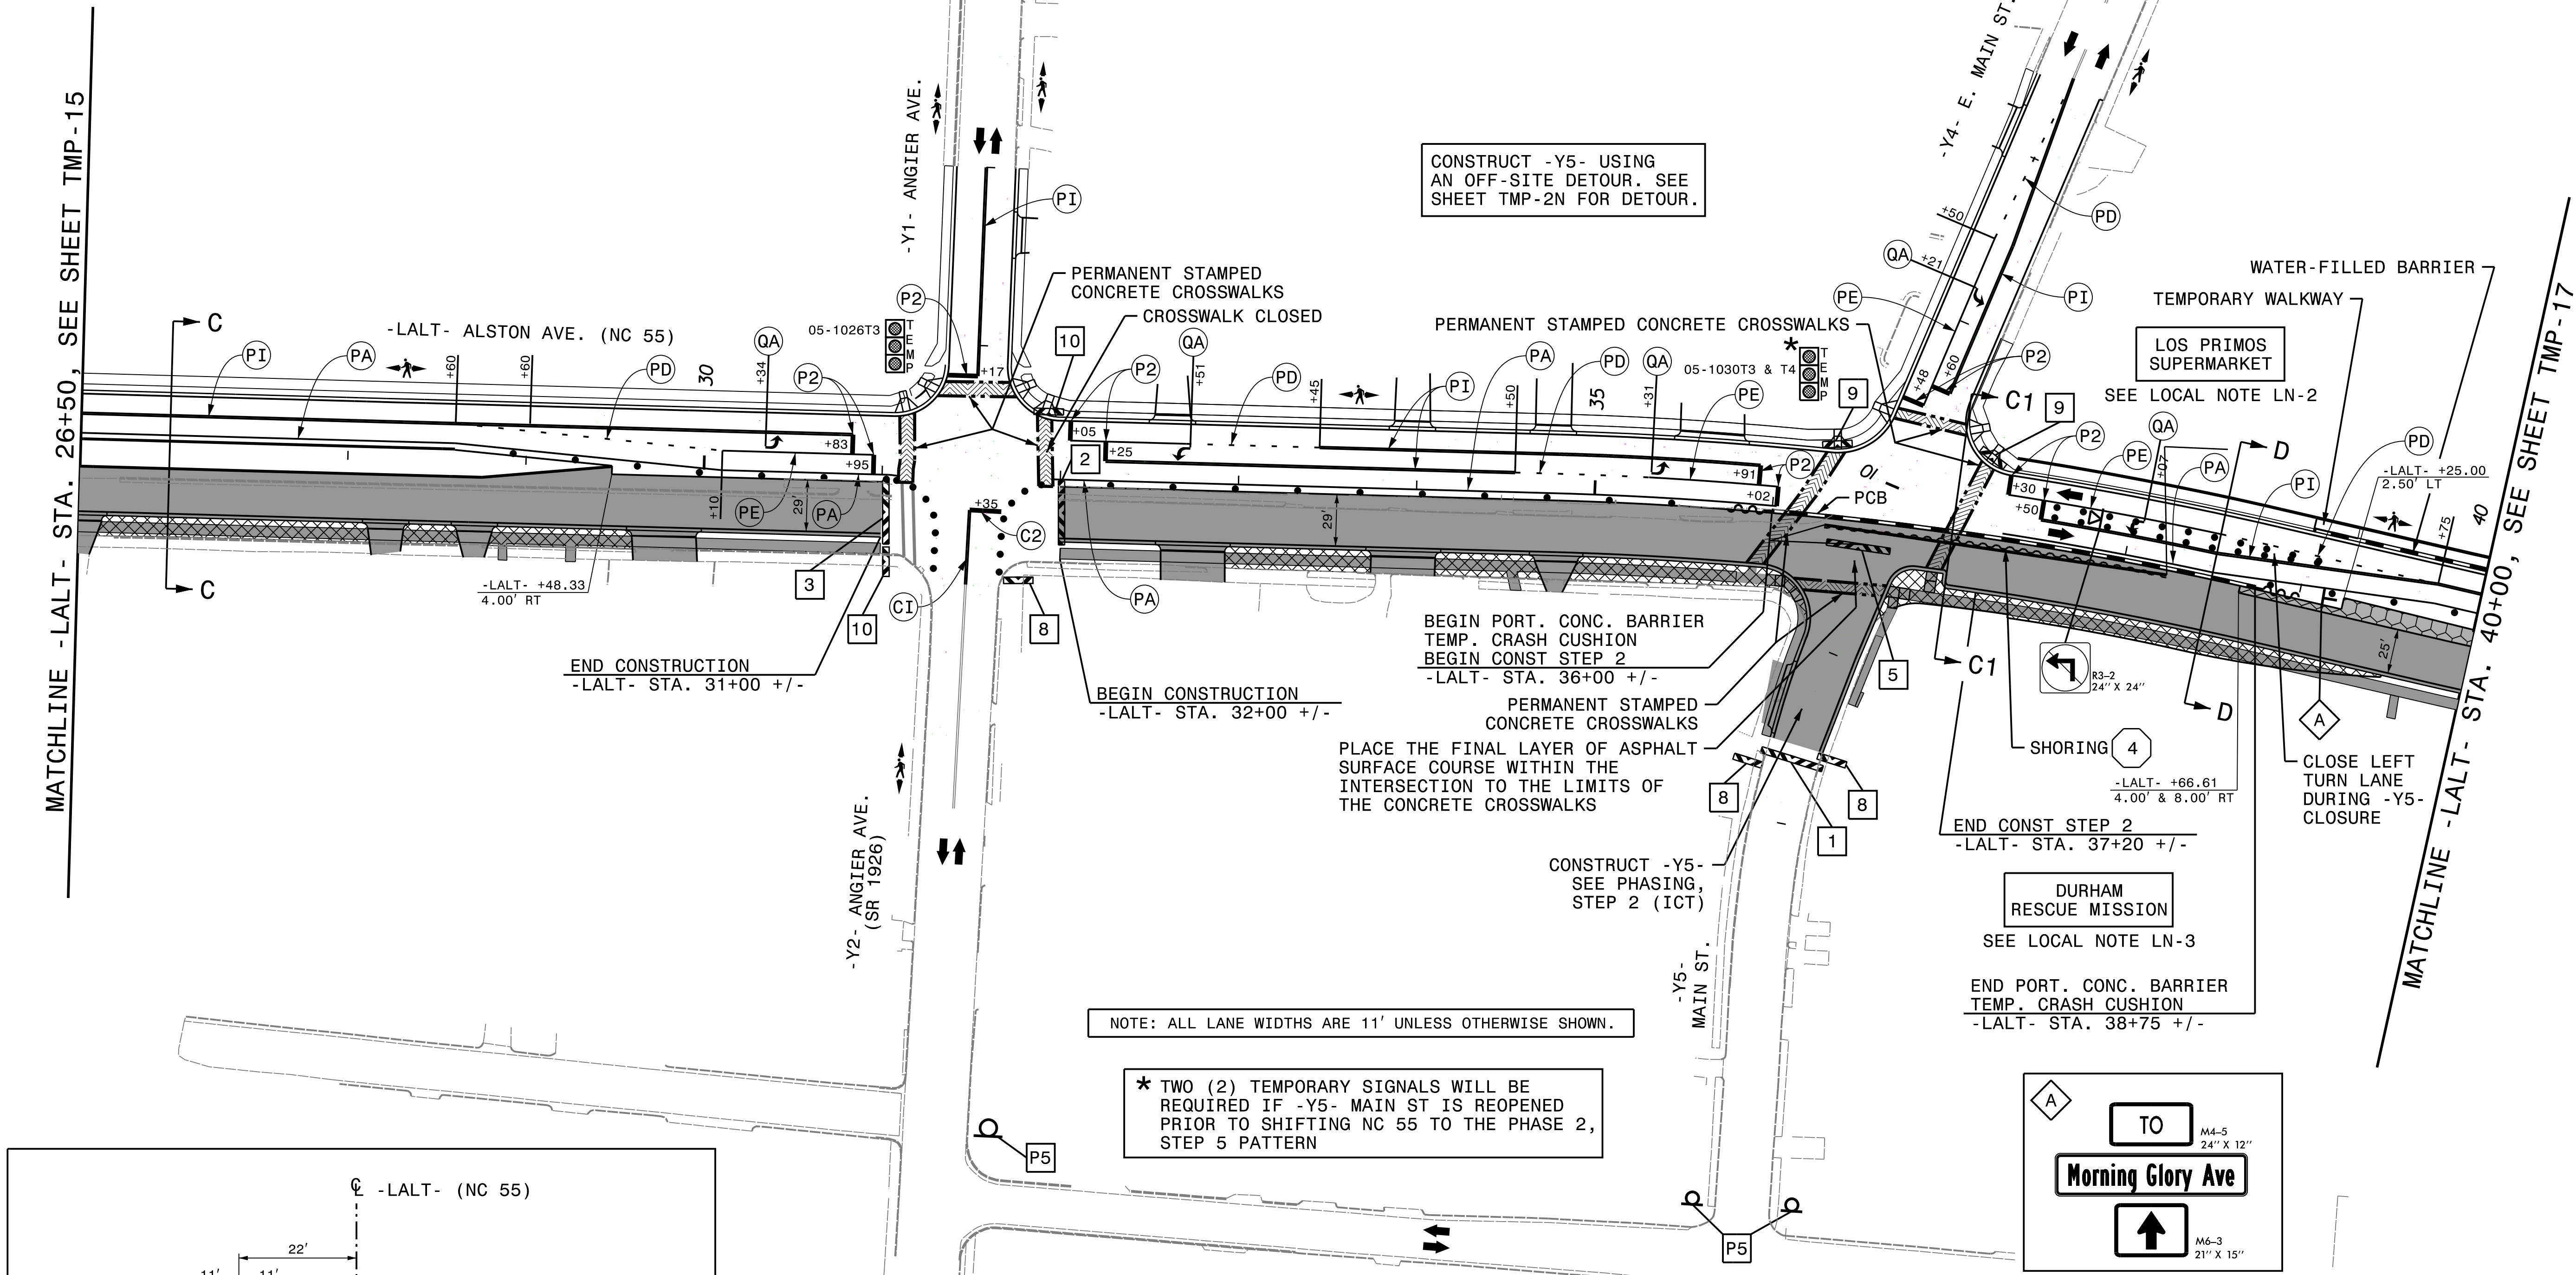 MATCHLINE -LALT- STA. 26+50, SEE SHEET TMP-15
C
C
PI
PA
-LALT- ALSTON AVE. (NC 55)
+60
+60
PD
30
QA
+34
P2
+83
+95
+10
PE
29'
PA
-LALT- +48.33
4.00' RT
3
10
END CONSTRUCTION
-LALT- STA. 31+00 +/-
05-1026T3
TEMP
P2
-Y1- ANGIER AVE.
PI
+17
PERMANENT STAMPED
CONCRETE CROSSWALKS
CROSSWALK CLOSED
10
2
+05
+25
P2
QA
+51
PD
+45
PI
+50
PA
PD
35
QA
+31
PE
+91
+02
P2
29'
+35
C2
CI
8
PA
BEGIN CONSTRUCTION
-LALT- STA. 32+00 +/-
-Y2- ANGIER AVE.
(SR 1926)
CONSTRUCT -Y5- USING
AN OFF-SITE DETOUR. SEE
SHEET TMP-2N FOR DETOUR.
PERMANENT STAMPED CONCRETE CROSSWALKS
*
05-1030T3 & T4
TEMP
9
-Y4- E. MAIN ST.
+50
QA
+21
PE
PD
PI
+48
+60
P2
C1
9
10
PCB
WATER-FILLED BARRIER
TEMPORARY WALKWAY
LOS PRIMOS
SUPERMARKET
SEE LOCAL NOTE LN-2
P2
+30
+50
PE
QA
+07
PA
D
PI
PD
-LALT- +25.00
2.50' LT
+75
40
MATCHLINE -LALT- STA. 40+00, SEE SHEET TMP-17
25'
BEGIN PORT. CONC. BARRIER
TEMP. CRASH CUSHION
BEGIN CONST STEP 2
-LALT- STA. 36+00 +/-
PERMANENT STAMPED
CONCRETE CROSSWALKS
PLACE THE FINAL LAYER OF ASPHALT
SURFACE COURSE WITHIN THE
INTERSECTION TO THE LIMITS OF
THE CONCRETE CROSSWALKS
5
C1
R3-2
24" X 24"
D
A
SHORING
4
-LALT- +66.61
4.00' & 8.00' RT
CLOSE LEFT
TURN LANE
DURING -Y5-
CLOSURE
8
8
1
END CONST STEP 2
-LALT- STA. 37+20 +/-
CONSTRUCT -Y5-
SEE PHASING,
STEP 2 (ICT)
DURHAM
RESCUE MISSION
SEE LOCAL NOTE LN-3
-Y5-
MAIN ST.
END PORT. CONC. BARRIER
TEMP. CRASH CUSHION
-LALT- STA. 38+75 +/-
NOTE: ALL LANE WIDTHS ARE 11' UNLESS OTHERWISE SHOWN.
* TWO (2) TEMPORARY SIGNALS WILL BE
REQUIRED IF -Y5- MAIN ST IS REOPENED
PRIOR TO SHIFTING NC 55 TO THE PHASE 2,
STEP 5 PATTERN
P5
P5
A
TO
M4-5
24" X 12"
Morning Glory Ave
M6-3
21" X 15"
℄ -LALT- (NC 55)
22'
11'
11'